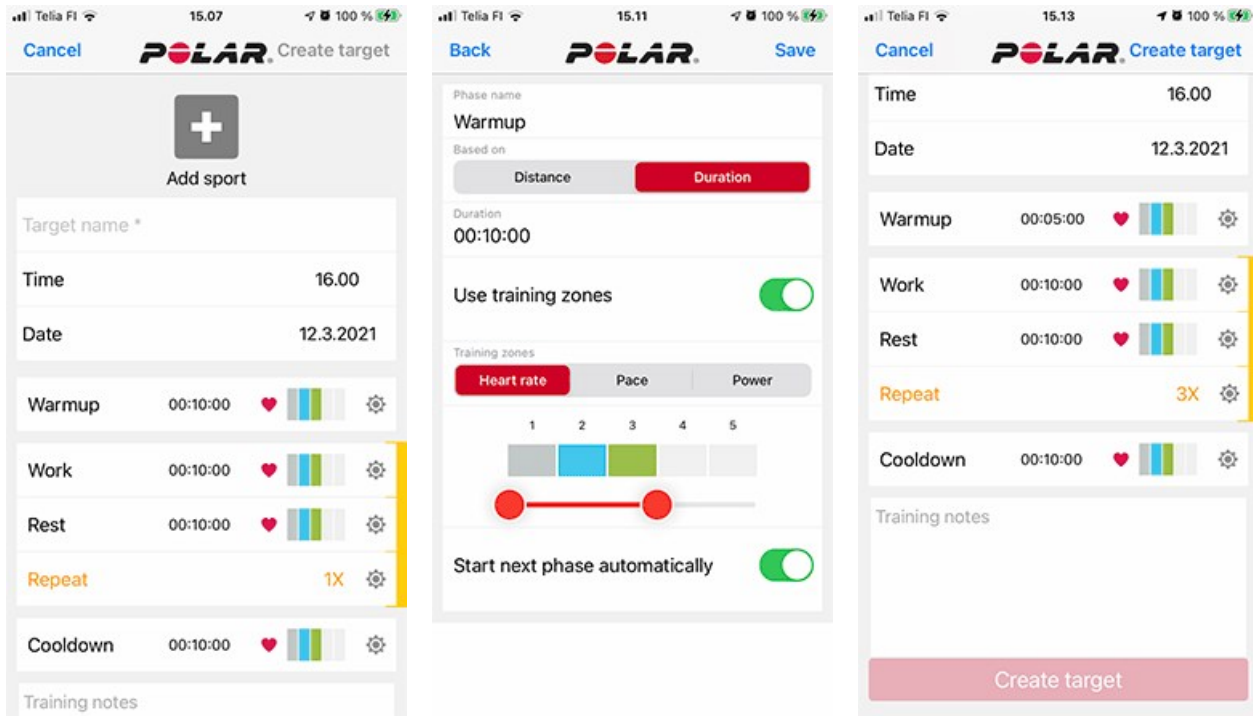 Telia FI 15.07 100 %
Cancel POLAR. Create target
Add sport
Target name *
Time 16.00
Date 12.3.2021
Warmup 00:10:00
Work 00:10:00
Rest 00:10:00
Repeat 1X
Cooldown 00:10:00
Training notes
Telia FI 15.11 100 %
Back POLAR. Save
Phase name
Warmup
Based on
Distance Duration
Duration
00:10:00
Use training zones
Training zones
Heart rate Pace Power
1 2 3 4 5
Start next phase automatically
Telia FI 15.13 100 %
Cancel POLAR. Create target
Time 16.00
Date 12.3.2021
Warmup 00:05:00
Work 00:10:00
Rest 00:10:00
Repeat 3X
Cooldown 00:10:00
Training notes
Create target